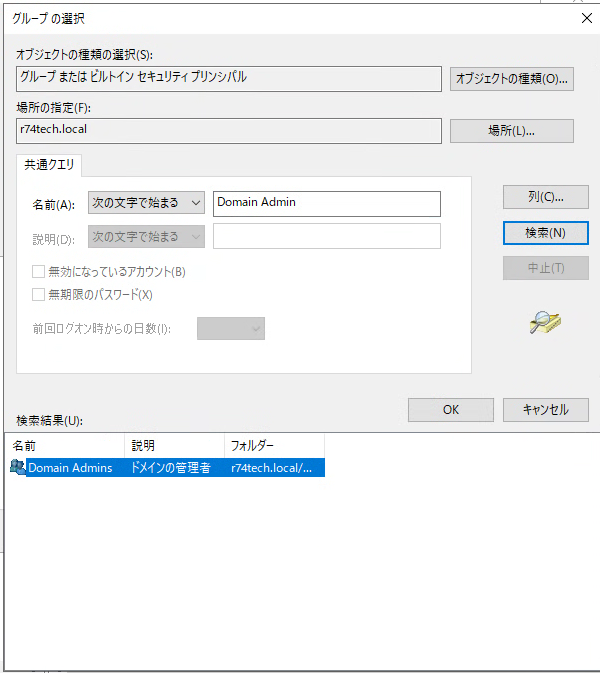 グループ の選択
オブジェクトの種類の選択(S):
グループ または ビルトイン セキュリティ プリンシパル
オブジェクトの種類(O)...
場所の指定(F):
r74tech.local
場所(L)...
共通クエリ
名前(A):
次の文字で始まる
Domain Admin
列(C)...
説明(D):
次の文字で始まる
検索(N)
無効になっているアカウント(B)
中止(T)
無期限のパスワード(X)
前回ログオン時からの日数(I):
OK
キャンセル
検索結果(U):
名前 説明 フォルダー
Domain Admins ドメインの管理者 r74tech.local/...